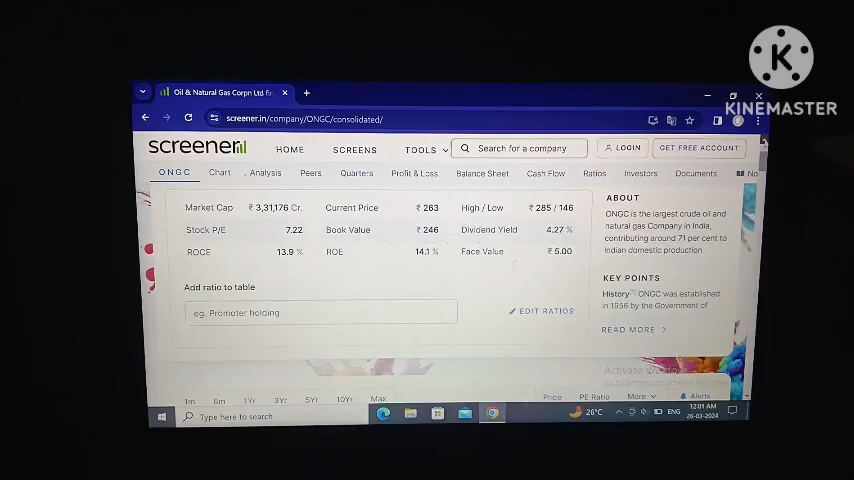 KINEMASTER
Oil & Natural Gas Corpn Ltd fin
screener.in/company/ONGC/consolidated/
screener
HOME
SCREENS
TOOLS
Search for a company
LOGIN
GET FREE ACCOUNT
ONGC
Chart
Analysis
Peers
Quarters
Profit & Loss
Balance Sheet
Cash Flow
Ratios
Investors
Documents
No
Market Cap ₹ 3,31,176 Cr.
Current Price ₹ 263
High / Low ₹ 285 / 146
Stock P/E 7.22
Book Value ₹ 246
Dividend Yield 4.27 %
ROCE 13.9 %
ROE 14.1 %
Face Value ₹ 5.00
Add ratio to table
eg. Promoter holding
EDIT RATIOS
ABOUT
ONGC is the largest crude oil and
natural gas Company in India,
contributing around 71 per cent to
Indian domestic production
KEY POINTS
History[1] ONGC was established
in 1956 by the Government of
READ MORE
1m 6m 1Yr 3Yr 5Yr 10Yr Max
Price PE Ratio More Alerts
Type here to search
26°C
ENG
12:01 AM
26-03-2024